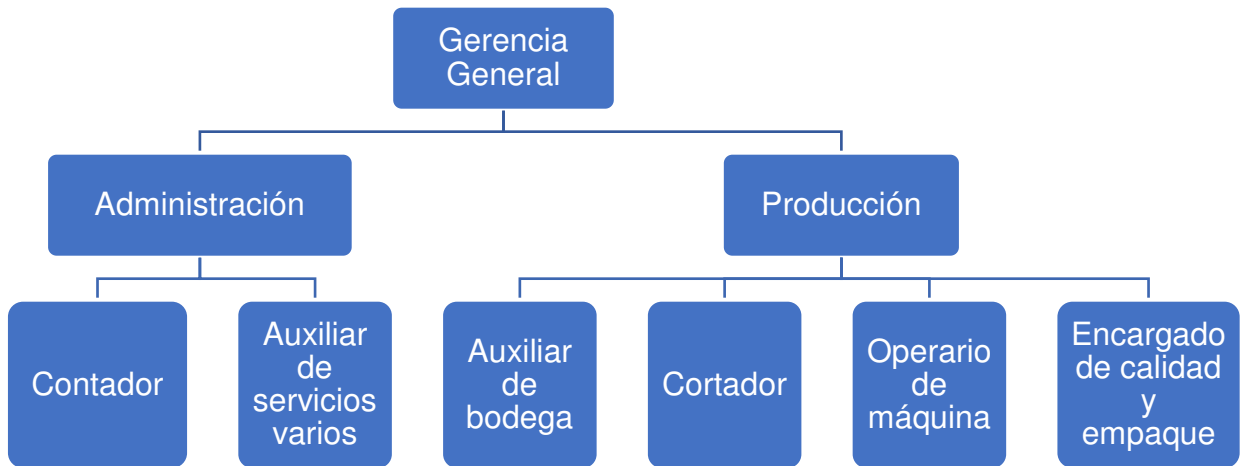 Gerencia
General
Administración
Producción
Contador
Auxiliar
de
servicios
varios
Auxiliar
de
bodega
Cortador
Operario
de
máquina
Encargado
de calidad
y
empaque